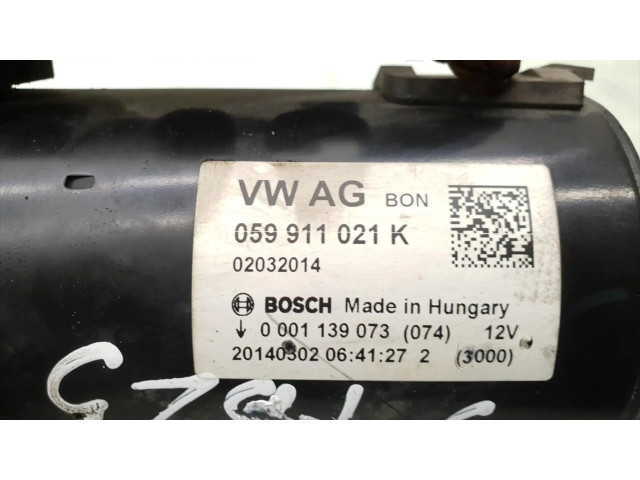 VW AG BON
059 911 021 K
02032014
BOSCH Made in Hungary
↓ 0 001 139 073 (074) 12V
20140302 06:41:27 2 (3000)